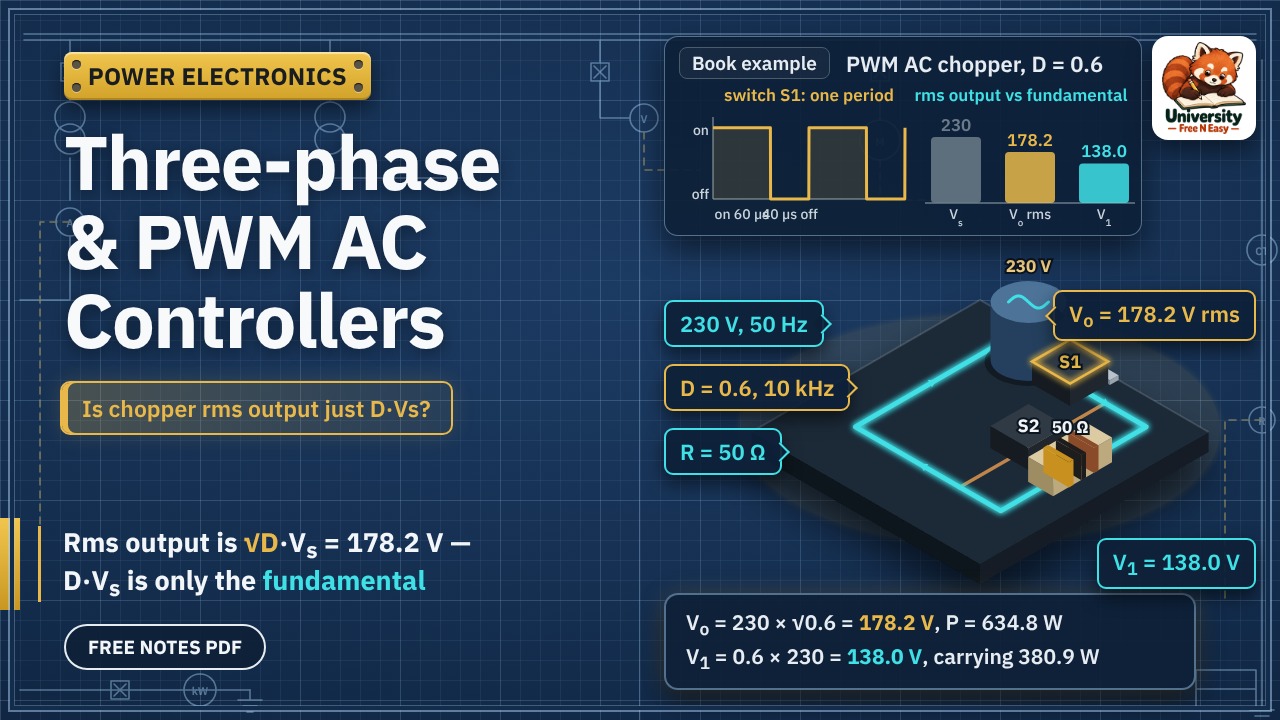 POWER ELECTRONICS
Three-phase
& PWM AC
Controllers
Is chopper rms output just D·Vs?
Rms output is √D·Vs = 178.2 V —
D·Vs is only the fundamental
FREE NOTES PDF
Book example PWM AC chopper, D = 0.6
switch S1: one period rms output vs fundamental
on
off
on 60 µs 40 µs off
230
178.2
138.0
Vs
Vo rms
V1
University
Free N Easy
230 V, 50 Hz
D = 0.6, 10 kHz
R = 50 Ω
230 V
Vo = 178.2 V rms
S1
S2
50 Ω
V1 = 138.0 V
Vo = 230 × √0.6 = 178.2 V, P = 634.8 W
V1 = 0.6 × 230 = 138.0 V, carrying 380.9 W
V
kW